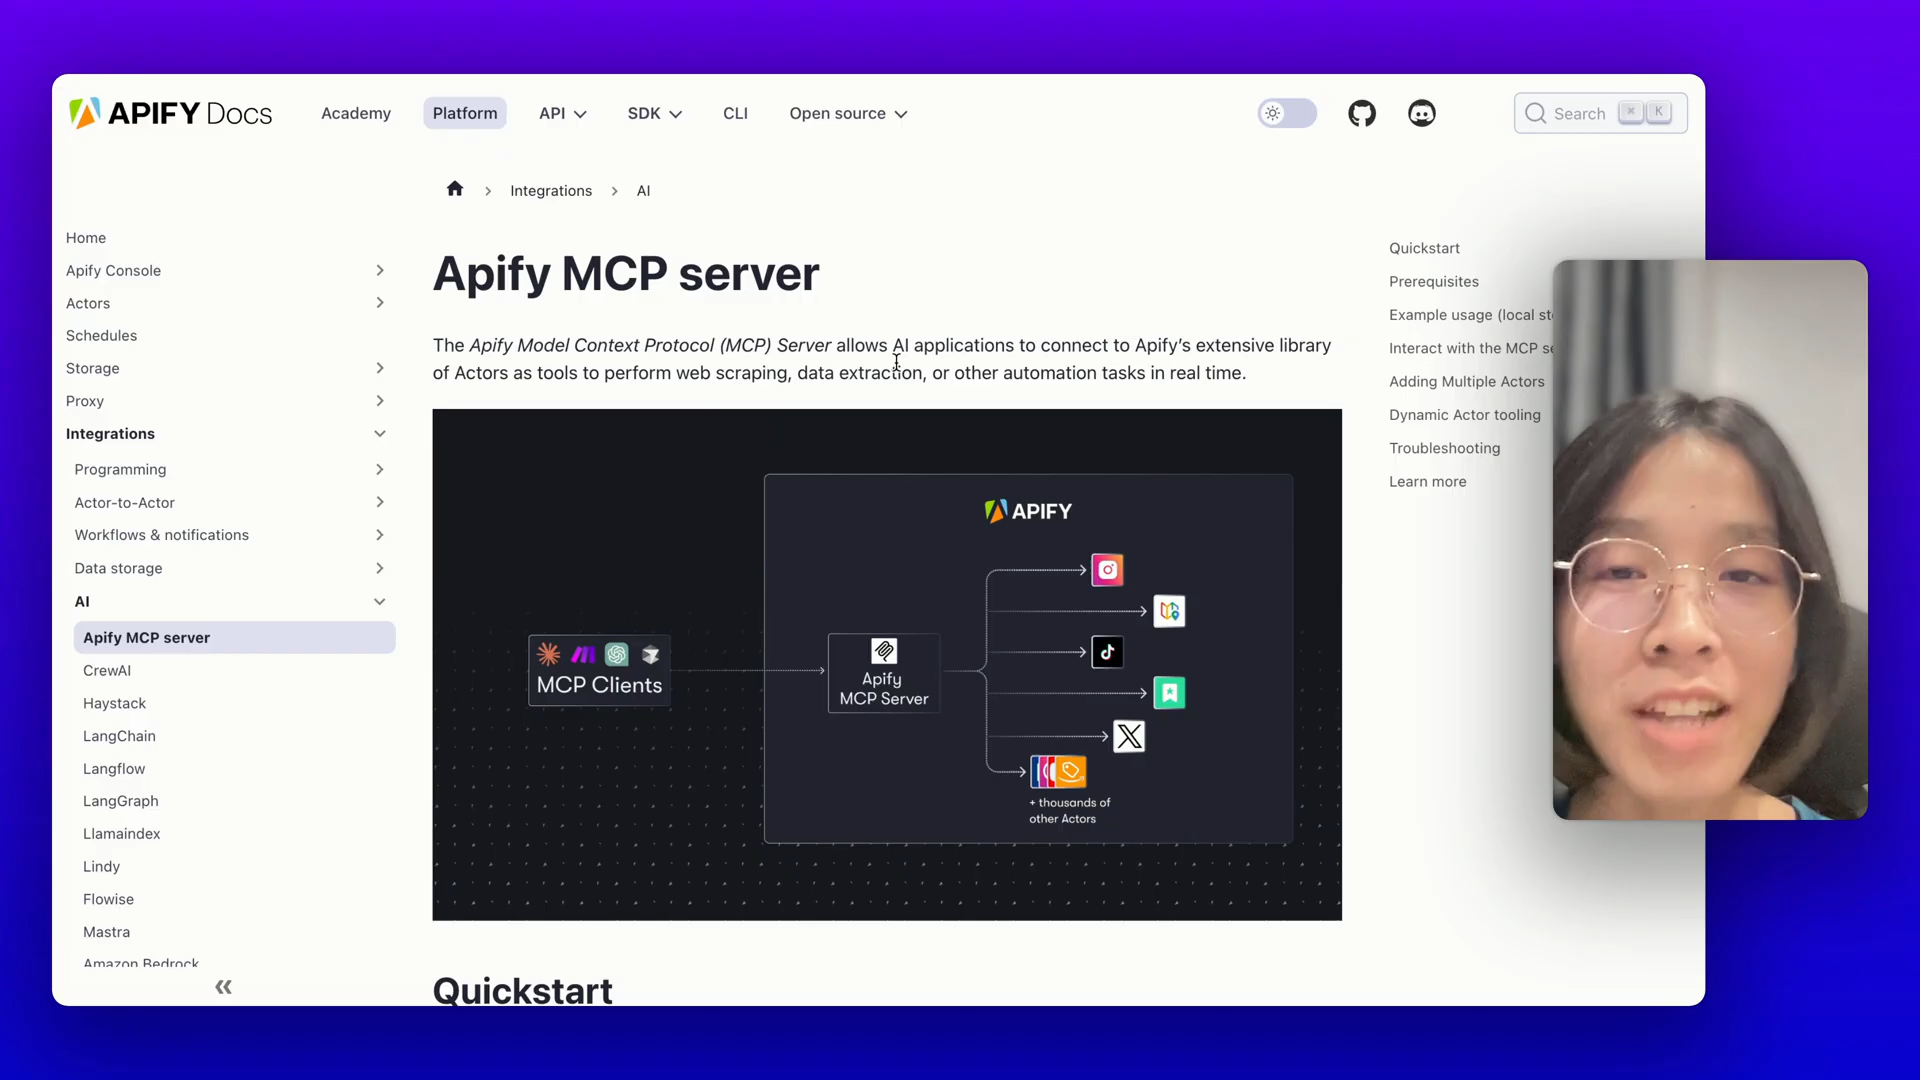 APIFY Docs
Academy
Platform
API
SDK
CLI
Open source
Search
⌘
K
Integrations
AI
Home
Apify Console
Actors
Schedules
Storage
Proxy
Integrations
Programming
Actor-to-Actor
Workflows & notifications
Data storage
AI
Apify MCP server
CrewAI
Haystack
LangChain
Langflow
LangGraph
Llamaindex
Lindy
Flowise
Mastra
Amazon Bedrock
Apify MCP server
The Apify Model Context Protocol (MCP) Server allows AI applications to connect to Apify's extensive library
of Actors as tools to perform web scraping, data extraction, or other automation tasks in real time.
APIFY
MCP Clients
Apify
MCP Server
+ thousands of
other Actors
Quickstart
Quickstart
Prerequisites
Example usage (local
Interact with the MCP
Adding Multiple Actors
Dynamic Actor tooling
Troubleshooting
Learn more